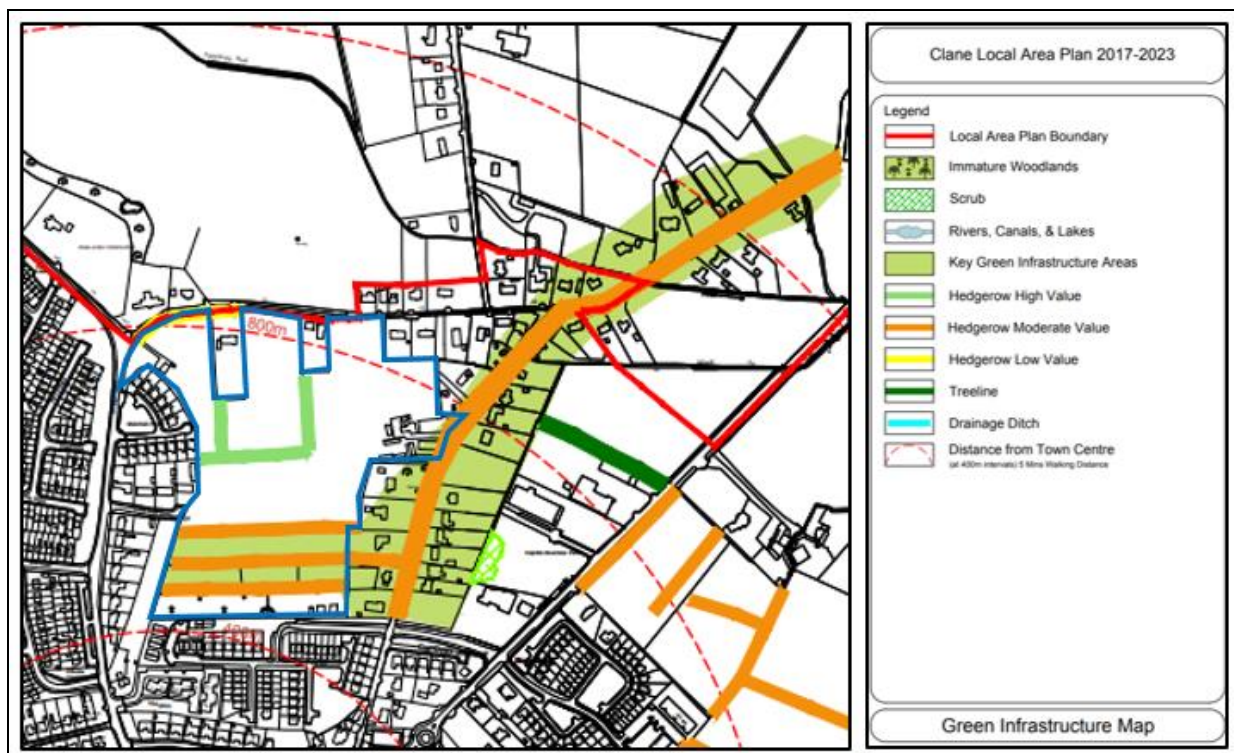 800m
400m
Clane Local Area Plan 2017-2023
Legend
Local Area Plan Boundary
Immature Woodlands
Scrub
Rivers, Canals, & Lakes
Key Green Infrastructure Areas
Hedgerow High Value
Hedgerow Moderate Value
Hedgerow Low Value
Treeline
Drainage Ditch
Distance from Town Centre
(at 400m intervals) 5 Mins Walking Distance
Green Infrastructure Map